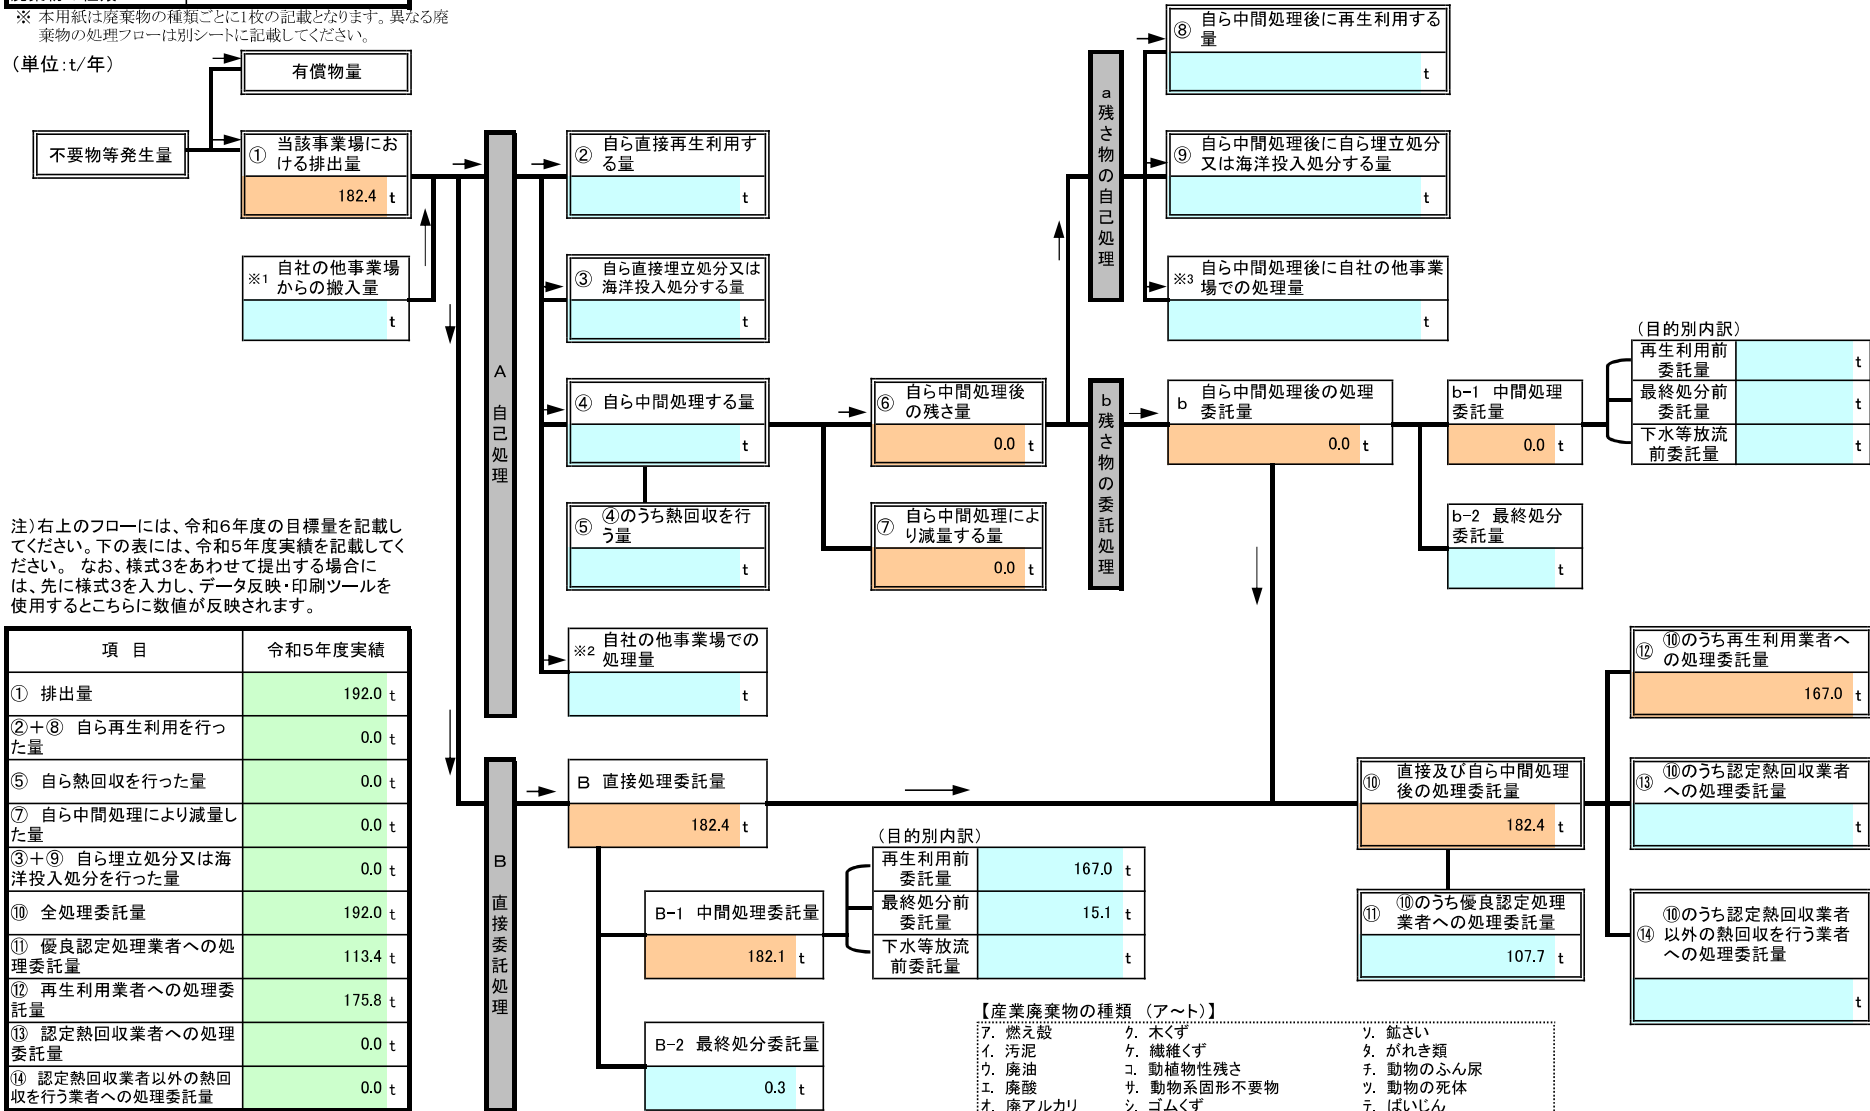 ※ 本用紙は廃棄物の種類ごとに1枚の記載となります。異なる廃
棄物の処理フローは別シートに記載してください。
(単位:t/年)
有償物量
不要物等発生量
① 当該事業場にお
ける排出量
182.4 t
※1 自社の他事業場
からの搬入量
t
A 自己処理
② 自ら直接再生利用す
る量
t
③ 自ら直接埋立処分又は
海洋投入処分する量
t
④ 自ら中間処理する量
t
⑤ ④のうち熱回収を行
う量
t
※2 自社の他事業場での
処理量
t
⑥ 自ら中間処理後
の残さ量
0.0 t
⑦ 自ら中間処理によ
り減量する量
0.0 t
a残さ物の自己処理
⑧ 自ら中間処理後に再生利用する
量
t
⑨ 自ら中間処理後に自ら埋立処分
又は海洋投入処分する量
t
※3 自ら中間処理後に自社の他事業
場での処理量
t
b残さ物の委託処理
b 自ら中間処理後の処理
委託量
0.0 t
b-1 中間処理
委託量
0.0 t
(目的別内訳)
再生利用前
委託量
t
最終処分前
委託量
t
下水等放流
前委託量
t
b-2 最終処分
委託量
t
注)右上のフローには、令和6年度の目標量を記載し
てください。下の表には、令和5年度実績を記載してく
ださい。 なお、様式3をあわせて提出する場合に
は、先に様式3を入力し、データ反映・印刷ツールを
使用するとこちらに数値が反映されます。
項 目 令和5年度実績
① 排出量 192.0 t
②+⑧ 自ら再生利用を行っ
た量 0.0 t
⑤ 自ら熱回収を行った量 0.0 t
⑦ 自ら中間処理により減量し
た量 0.0 t
③+⑨ 自ら埋立処分又は海
洋投入処分を行った量 0.0 t
⑩ 全処理委託量 192.0 t
⑪ 優良認定処理業者への処
理委託量 113.4 t
⑫ 再生利用業者への処理委
託量 175.8 t
⑬ 認定熱回収業者への処理
委託量 0.0 t
⑭ 認定熱回収業者以外の熱回
収を行う業者への処理委託量 0.0 t
B 直接委託処理
B 直接処理委託量
182.4 t
B-1 中間処理委託量
182.1 t
(目的別内訳)
再生利用前
委託量
167.0 t
最終処分前
委託量
15.1 t
下水等放流
前委託量
t
B-2 最終処分委託量
0.3 t
⑩ 直接及び自ら中間処理
後の処理委託量
182.4 t
⑪ ⑩のうち優良認定処理
業者への処理委託量
107.7 t
⑫ ⑩のうち再生利用業者へ
の処理委託量
167.0 t
⑬ ⑩のうち認定熱回収業者
への処理委託量
t
⑭ ⑩のうち認定熱回収業者
以外の熱回収を行う業者
への処理委託量
t
【産業廃棄物の種類 (ア~ト)】
ア. 燃え殻 ク. 木くず ソ. 鉱さい
イ. 汚泥 ケ. 繊維くず タ. がれき類
ウ. 廃油 コ. 動植物性残さ チ. 動物のふん尿
エ. 廃酸 サ. 動物系固形不要物 ツ. 動物の死体
オ. 廃アルカリ シ. ゴムくず テ. ばいじん